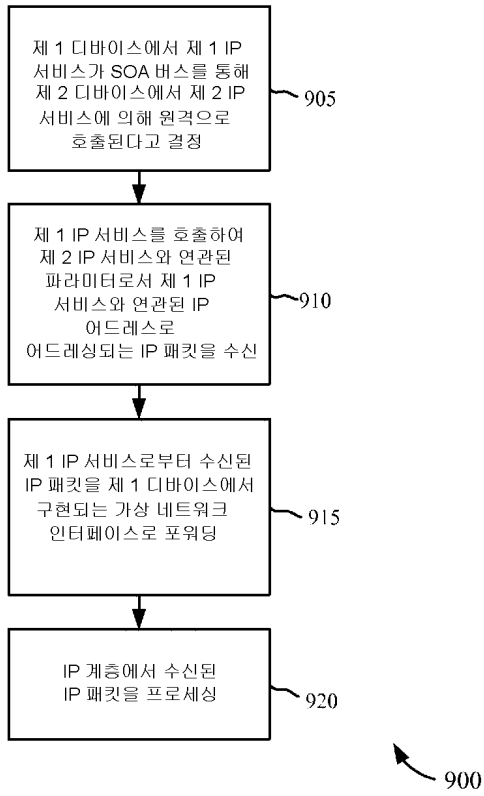 제 1 디바이스에서 제 1 IP
서비스가 SOA 버스를 통해
제 2 디바이스에서 제 2 IP
서비스에 의해 원격으로
호출된다고 결정
905
제 1 IP 서비스를 호출하여
제 2 IP 서비스와 연관된
파라미터로서 제 1 IP
서비스와 연관된 IP
어드레스로
어드레싱되는 IP 패킷을 수신
910
제 1 IP 서비스로부터 수신된
IP 패킷을 제 1 디바이스에서
구현되는 가상 네트워크
인터페이스로 포워딩
915
IP 계층에서 수신된
IP 패킷을 프로세싱
920
900